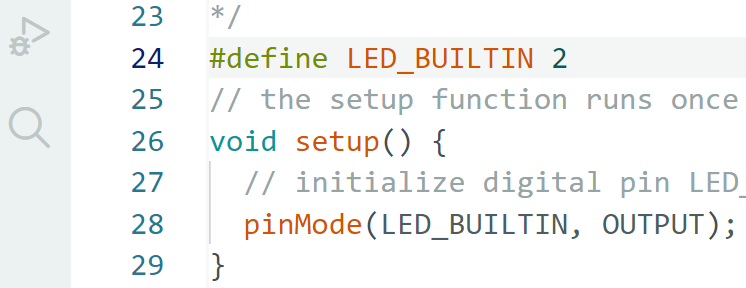 23 */
24 #define LED_BUILTIN 2
25 // the setup function runs once
26 void setup() {
27 // initialize digital pin LED_
28 pinMode(LED_BUILTIN, OUTPUT);
29 }